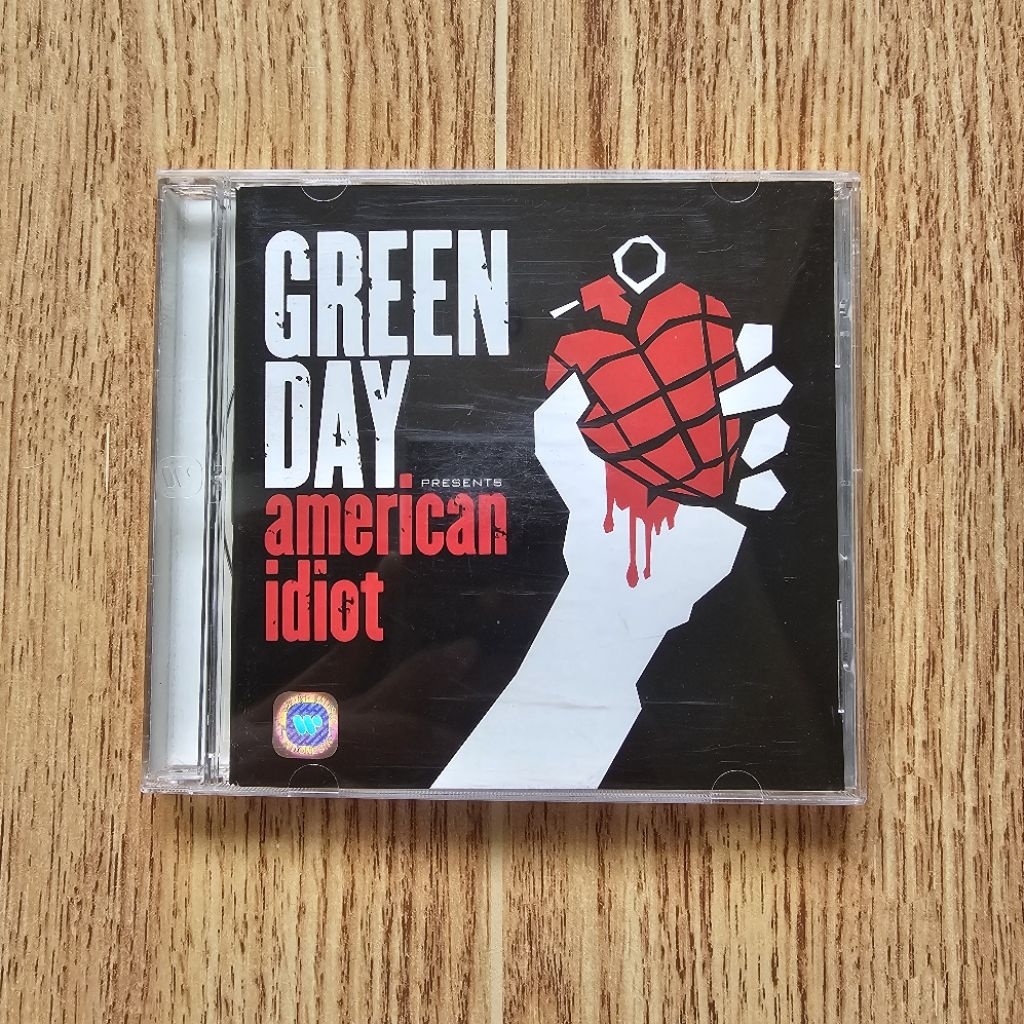 GREEN
DAY
PRESENTS
american
idiot